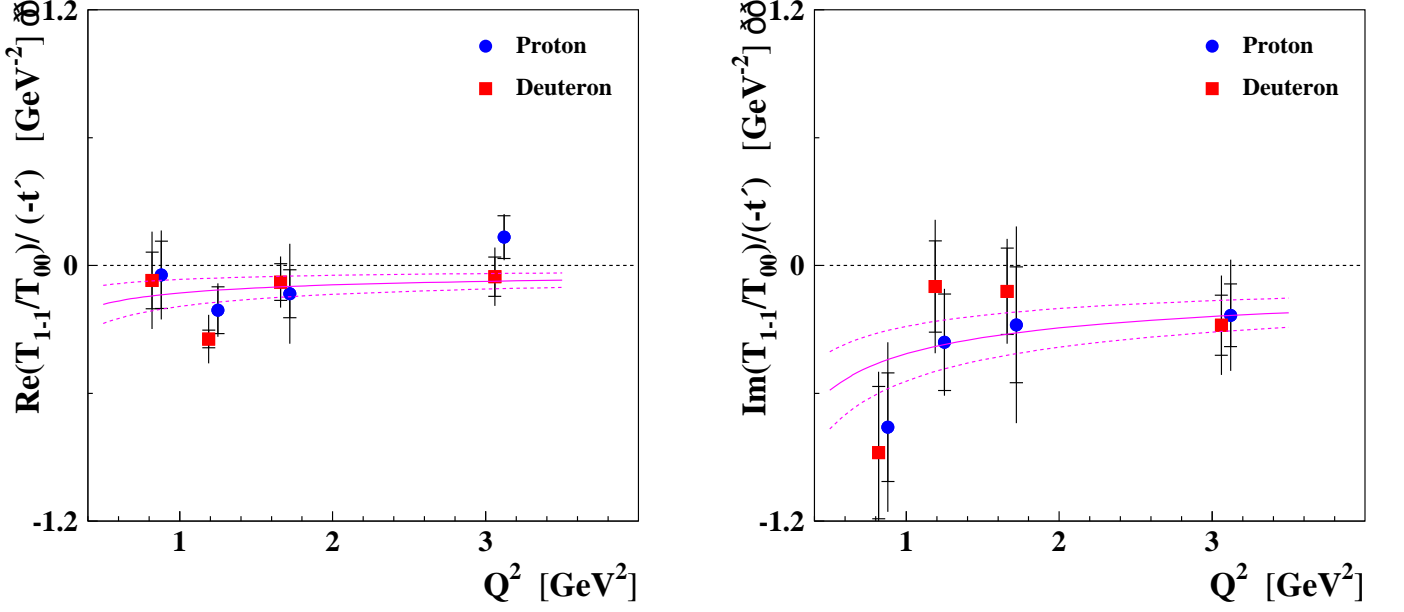 Re(T1-1/T00)/(-t´) [GeV-2]
1.2
0
-1.2
1 2 3
Q2 [GeV2]
Proton
Deuteron
Im(T1-1/T00)/(-t´) [GeV-2]
1.2
0
-1.2
1 2 3
Q2 [GeV2]
Proton
Deuteron